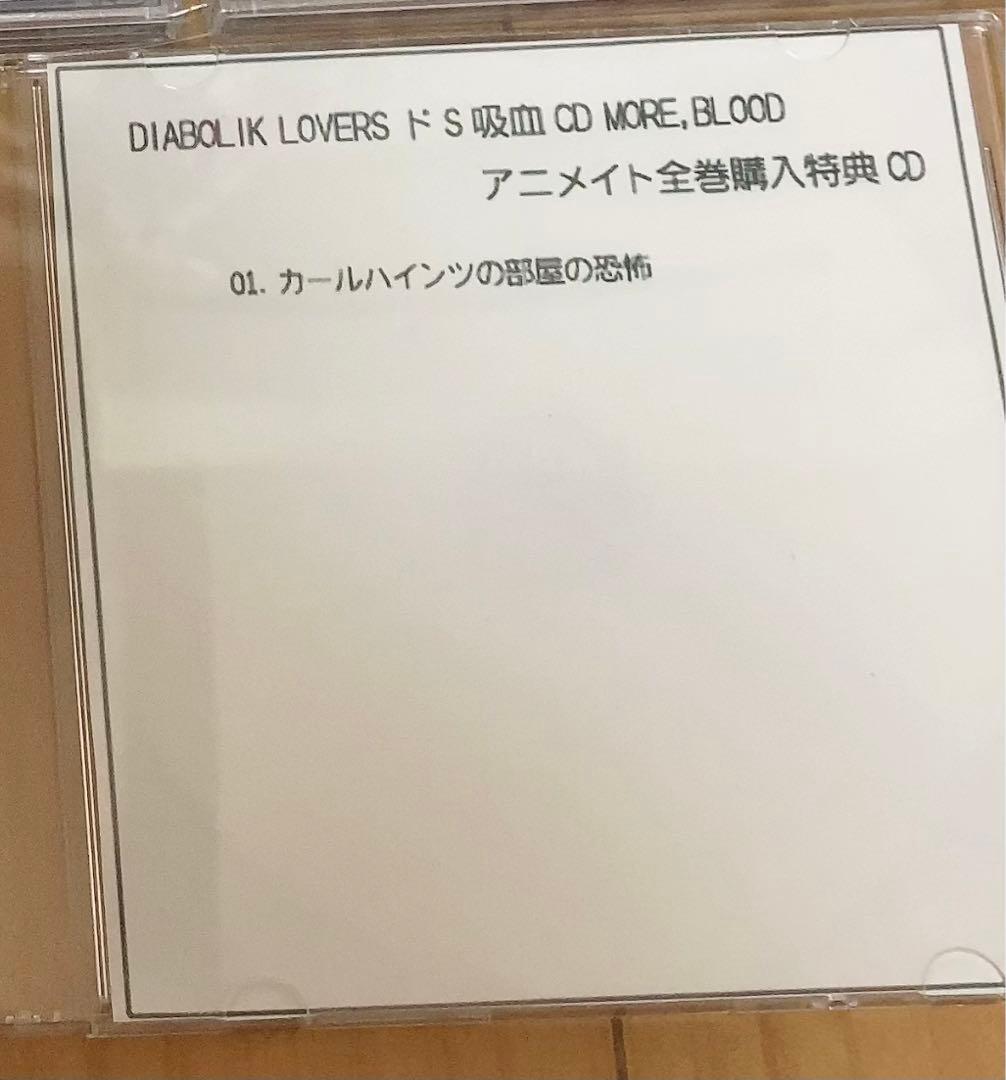 DIABOLIK LOVERS ドS吸血CD MORE,BLOOD
アニメイト全巻購入特典CD
01. カールハインツの部屋の恐怖